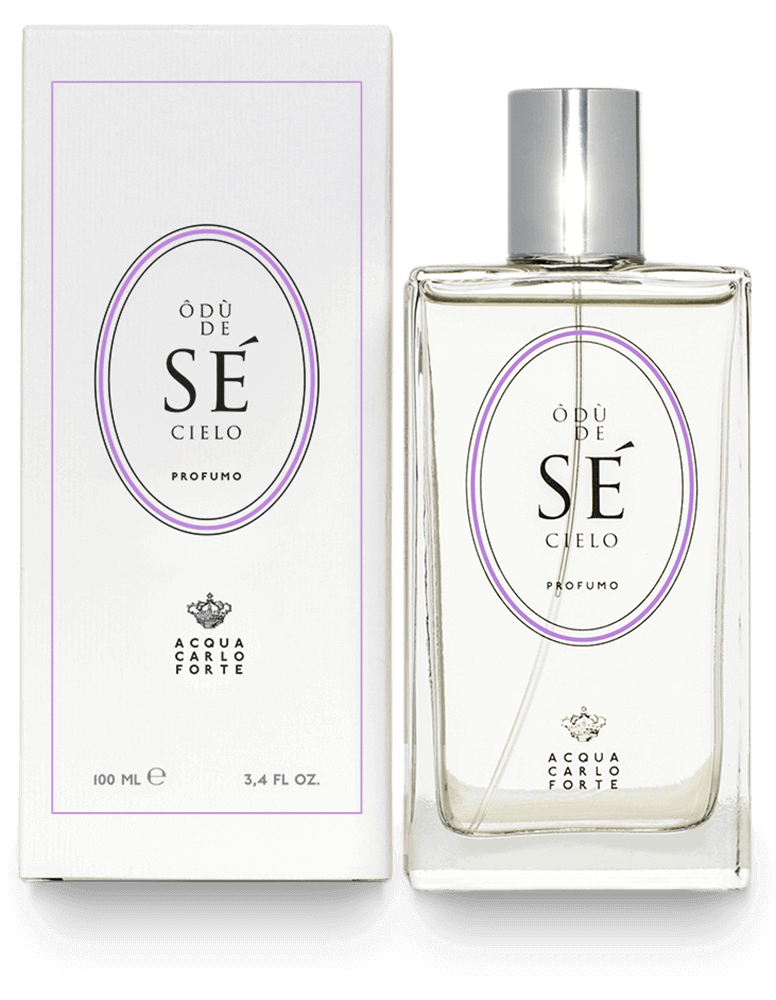 ÔDÙ
DE
SÉ
CIELO
PROFUMO
ACQUA
CARLO
FORTE
100 ML ℮
3,4 FL OZ.
ÔDÙ
DE
SÉ
CIELO
PROFUMO
ACQUA
CARLO
FORTE